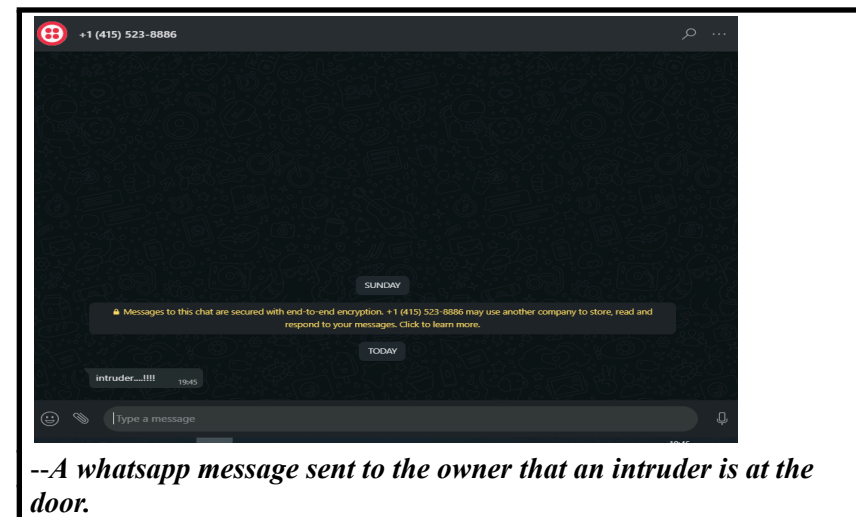 +1 (415) 523-8886
SUNDAY
Messages to this chat are secured with end-to-end encryption. +1 (415) 523-8886 may use another company to store, read and
respond to your messages. Click to learn more.
TODAY
intruder....!!!! 19:45
Type a message
--A whatsapp message sent to the owner that an intruder is at the
door.